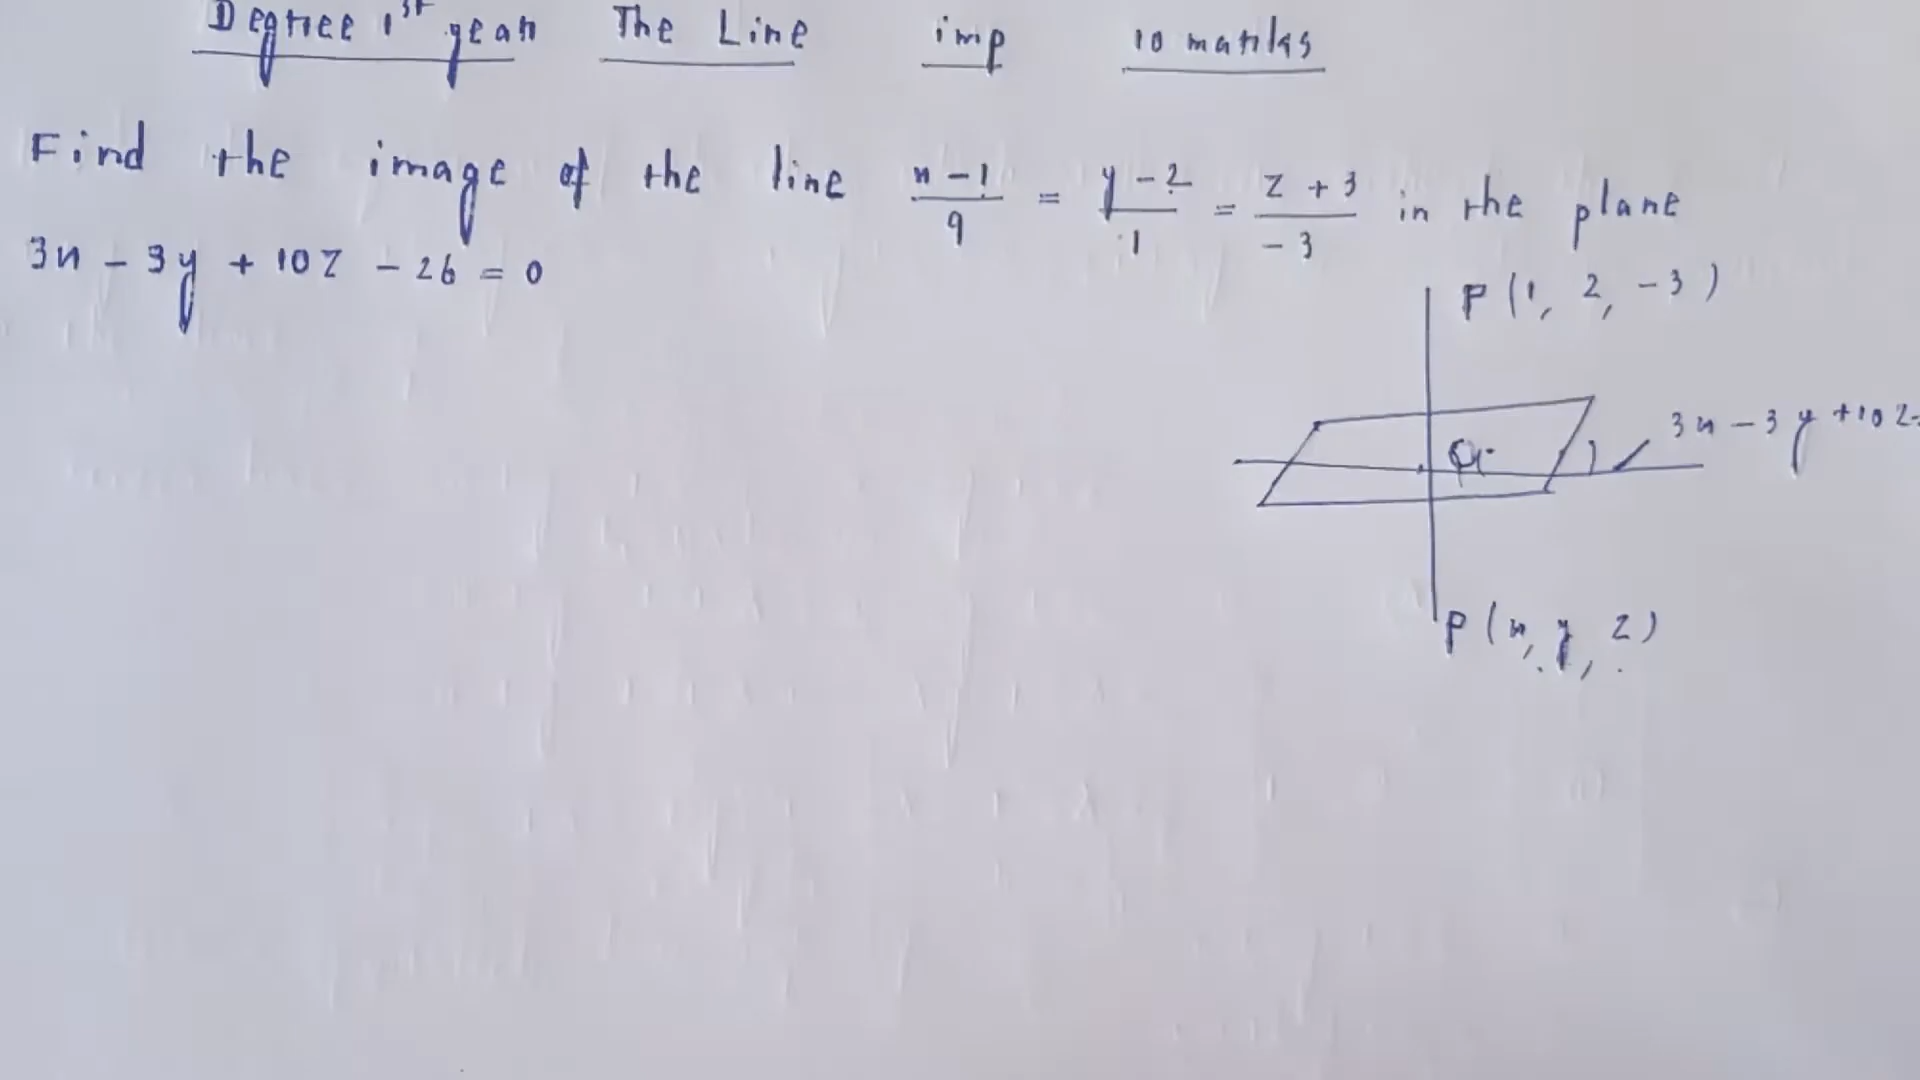 Degree 1st year The Line imp 10 marks
Find the image of the line x - 1 / 9 = y - 2 / 1 = z + 3 / - 3 in the plane
3x - 3y + 10z - 26 = 0
P (1, 2, -3)
3x - 3y + 10z
Q
P (x, y, z)